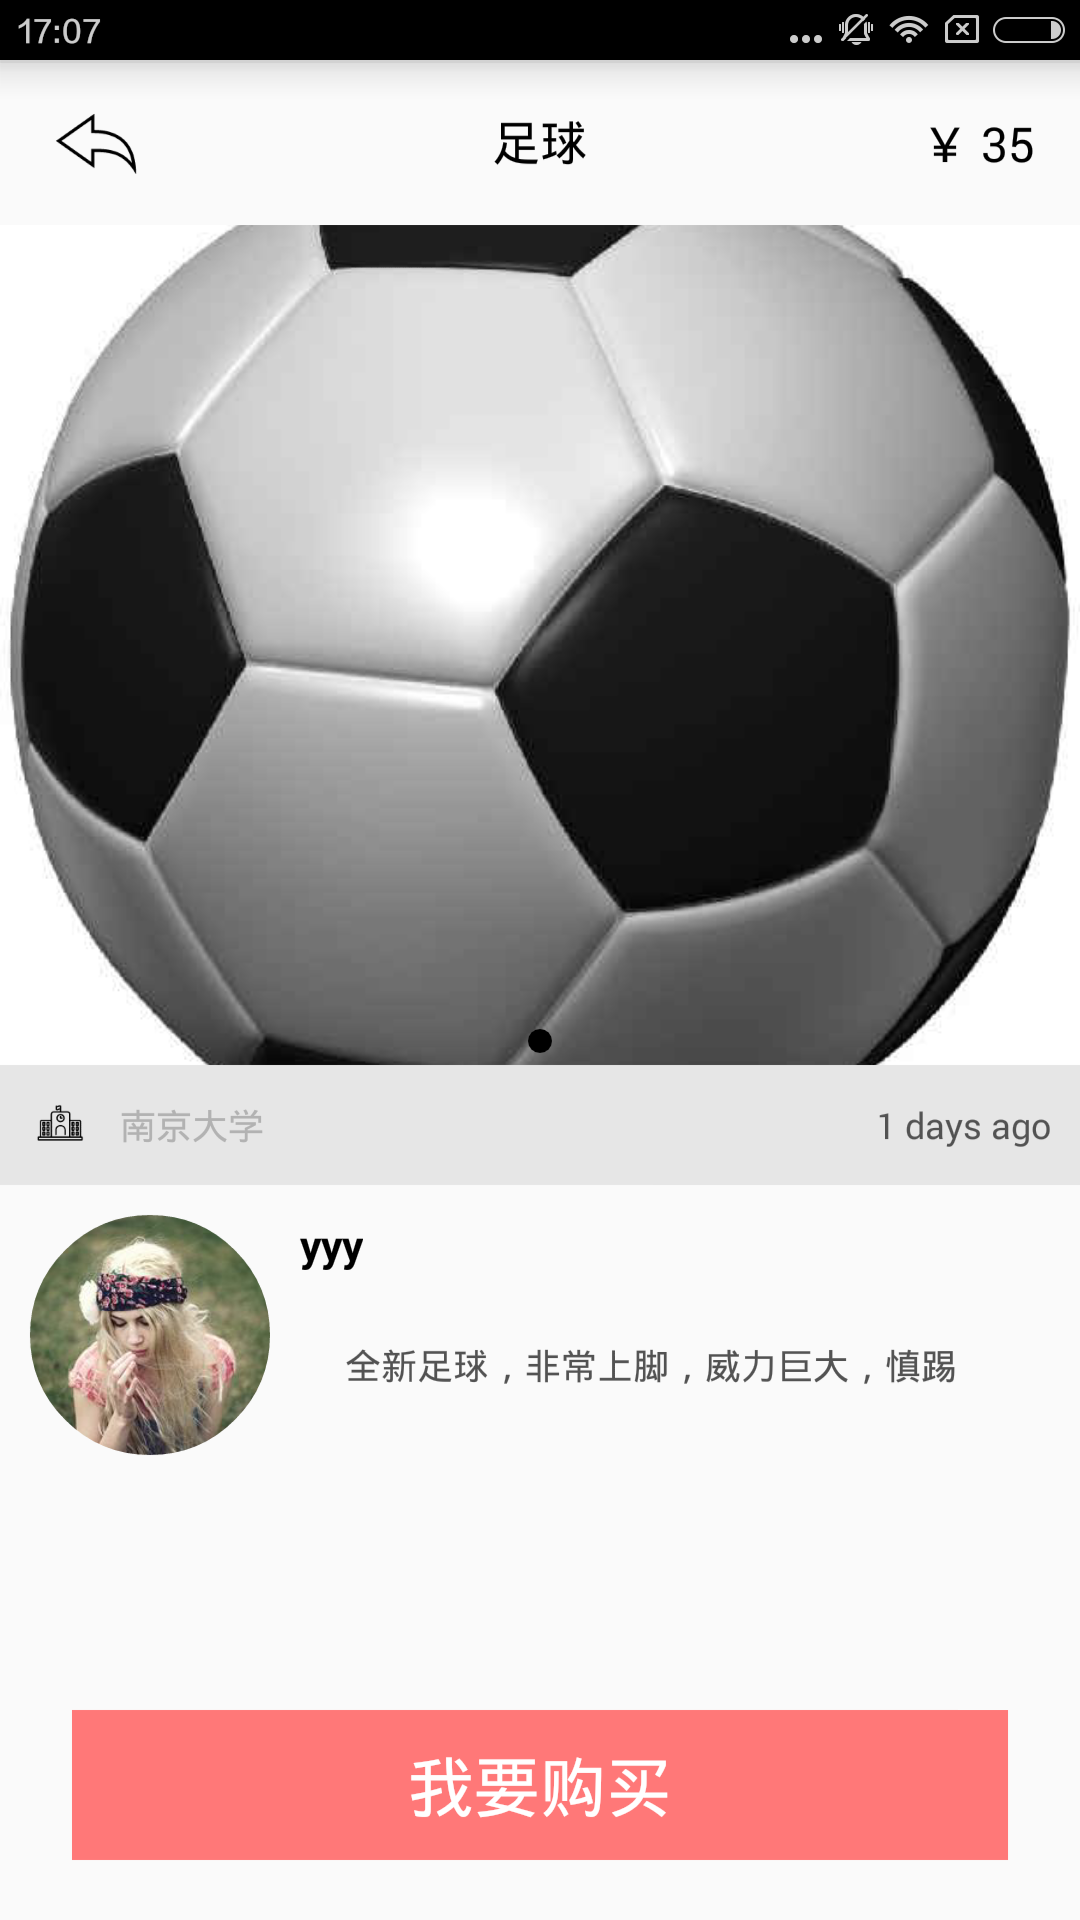 17:07
足球
¥ 35
南京大学
1 days ago
yyy
全新足球，非常上脚，威力巨大，慎踢
我要购买